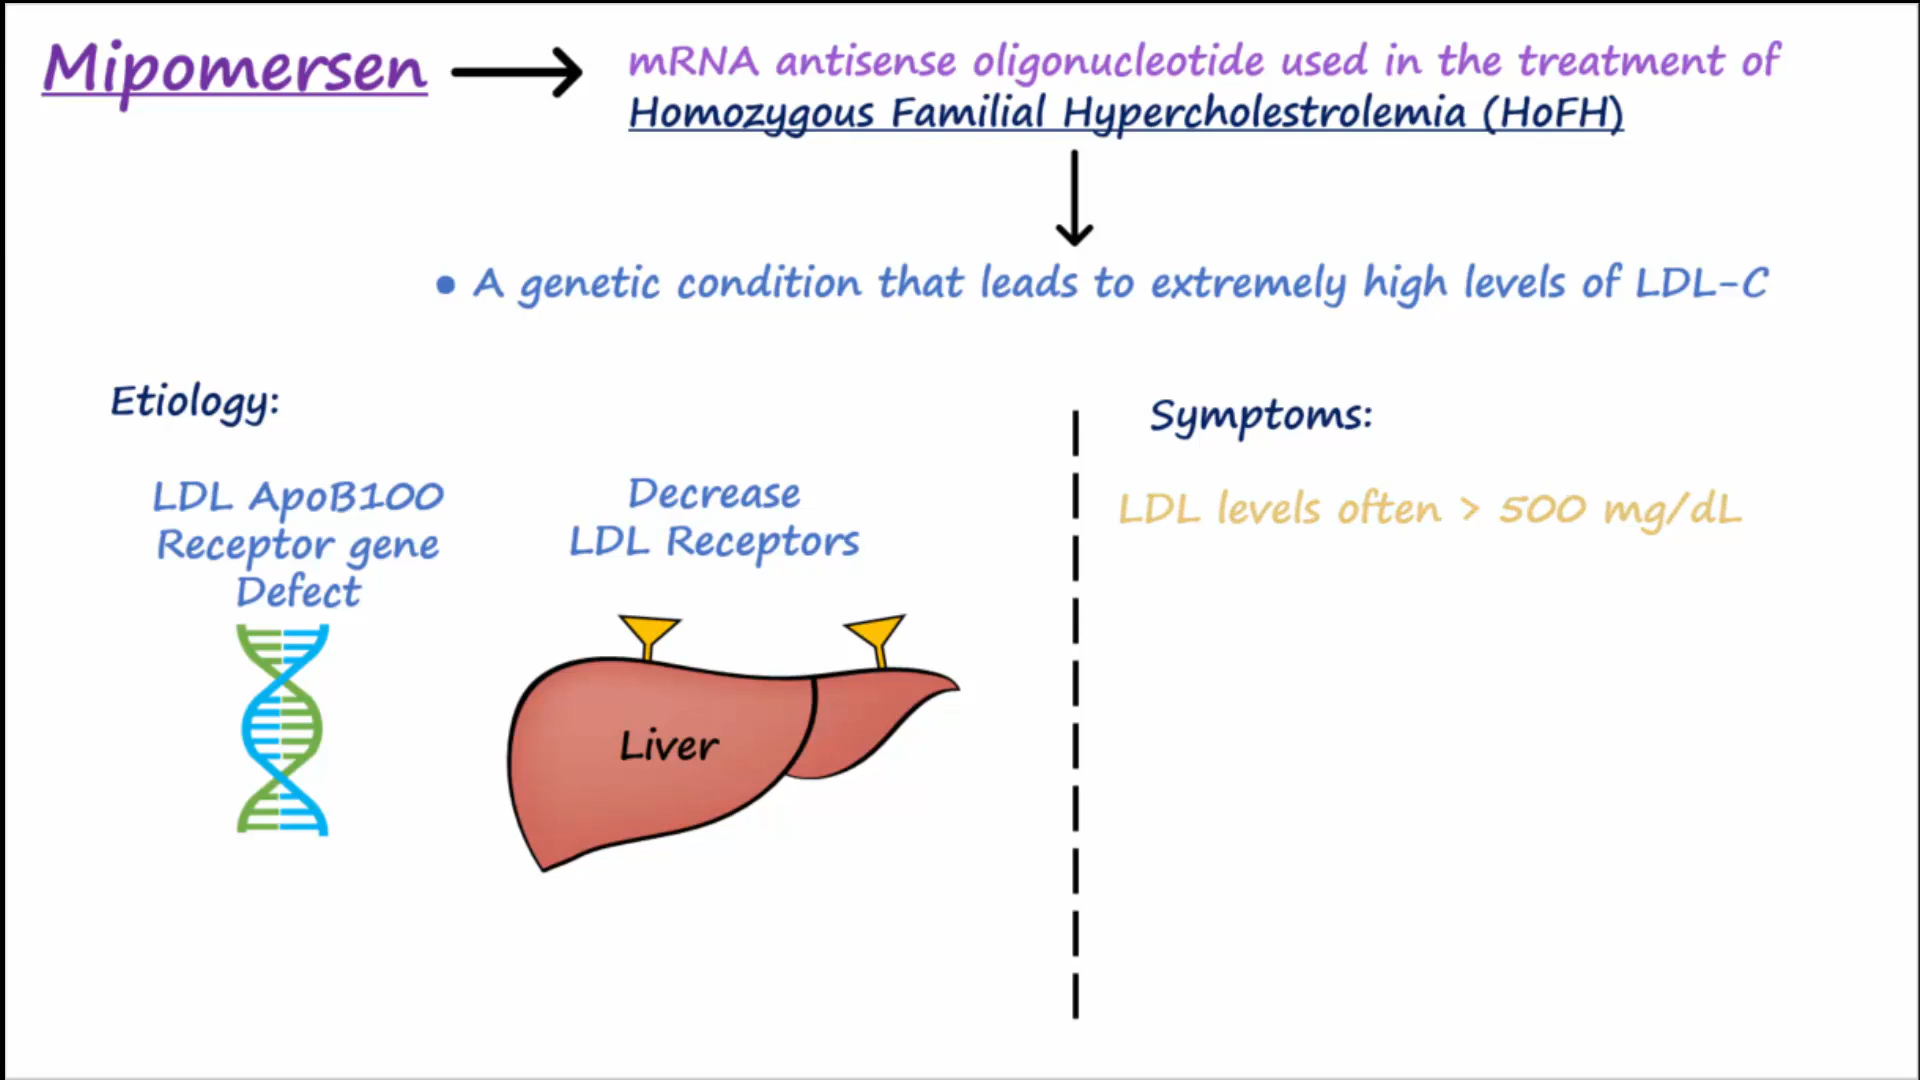 Mipomersen
mRNA antisense oligonucleotide used in the treatment of
Homozygous Familial Hypercholestrolemia (HoFH)
• A genetic condition that leads to extremely high levels of LDL-C
Etiology:
LDL ApoB100
Receptor gene
Defect
Decrease
LDL Receptors
Liver
Symptoms:
LDL levels often > 500 mg/dL